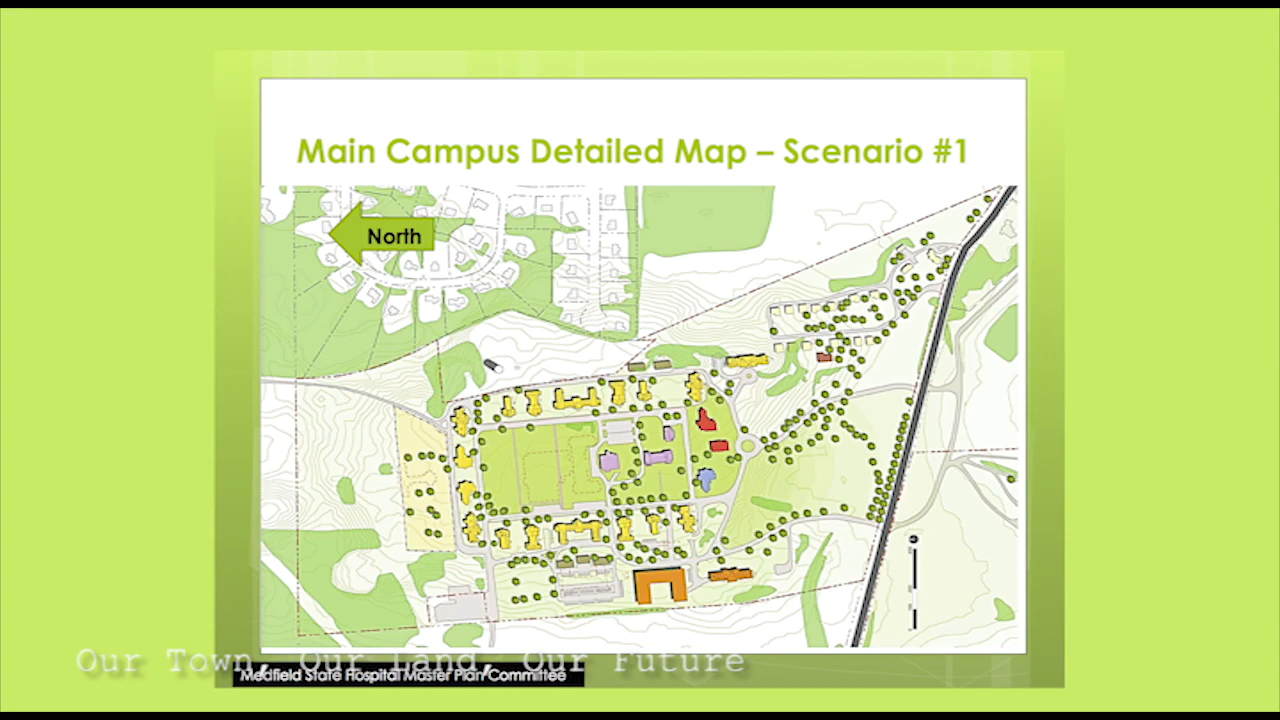 Main Campus Detailed Map – Scenario #1
North
Our Town, Our Land, Our Future
Medfield State Hospital Master Plan Committee